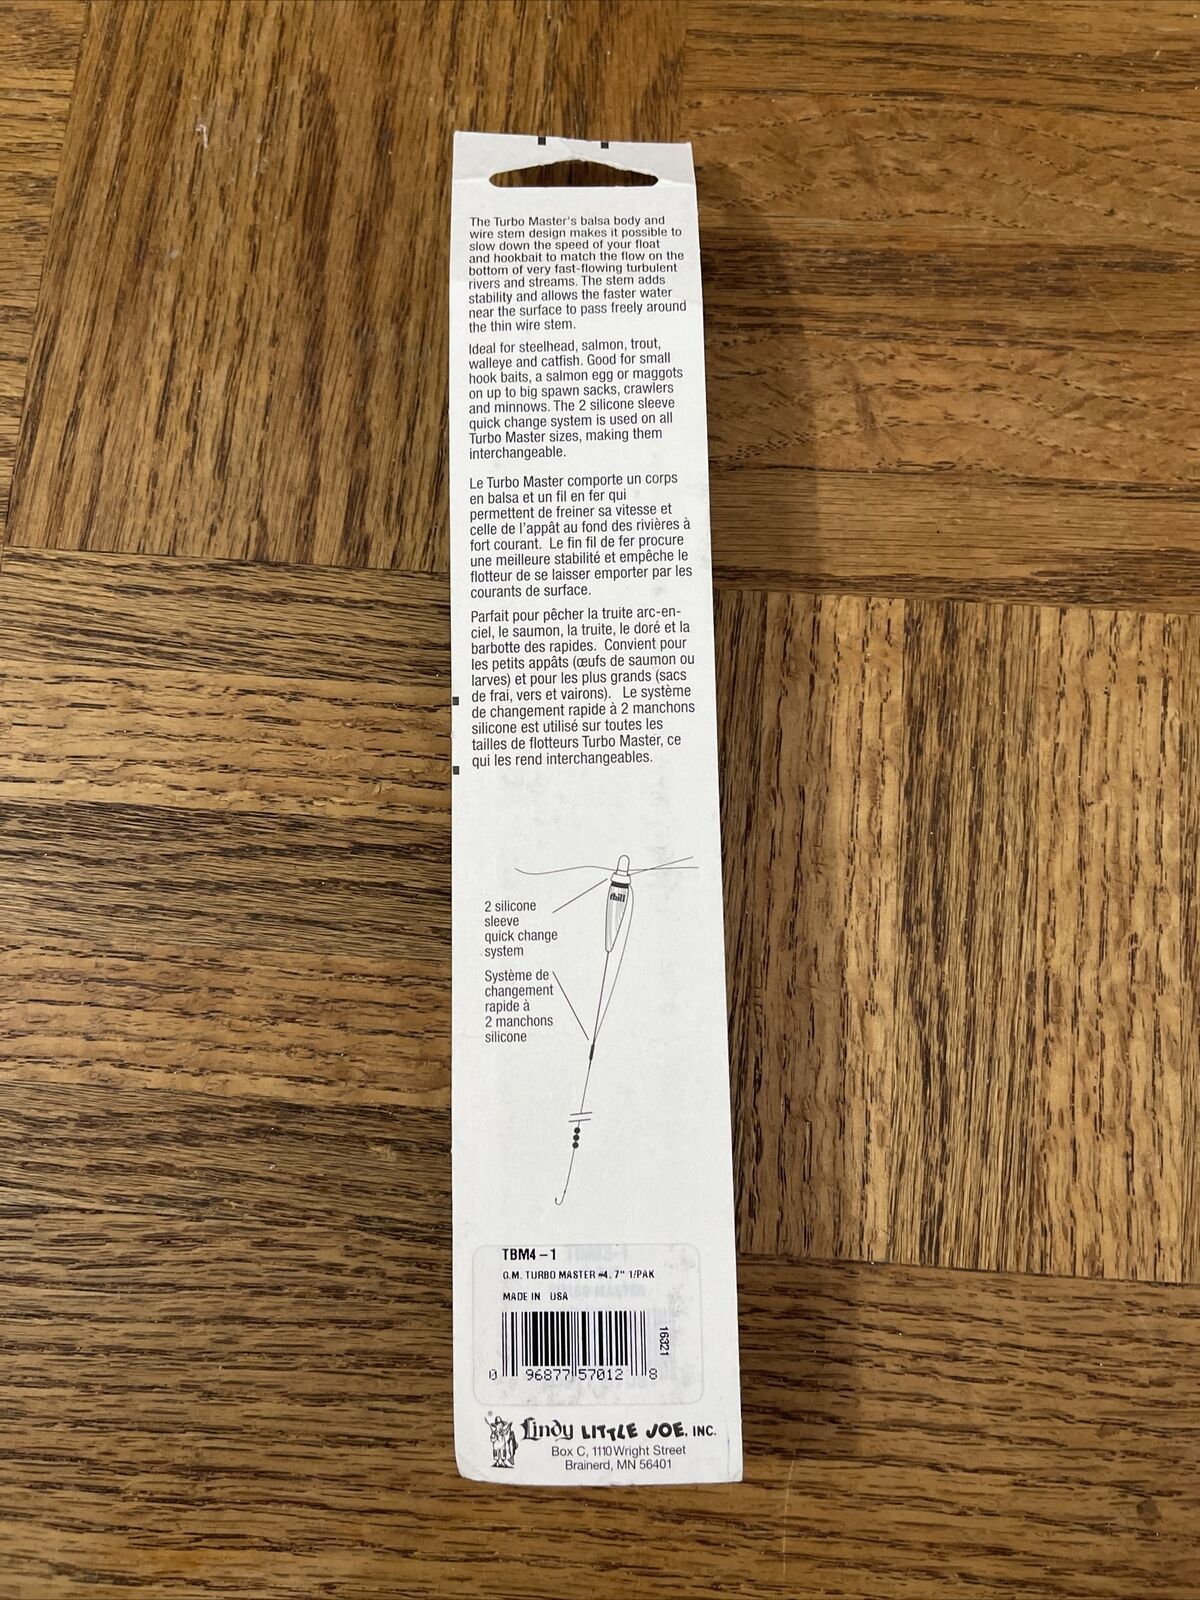 The Turbo Master's balsa body and
wire stem design makes it possible to
slow down the speed of your float
and hookbait to match the flow on the
bottom of very fast-flowing turbulent
rivers and streams. The stem adds
stability and allows the faster water
near the surface to pass freely around
the thin wire stem.
Ideal for steelhead, salmon, trout,
walleye and catfish. Good for small
hook baits, a salmon egg or maggots
on up to big spawn sacks, crawlers
and minnows. The 2 silicone sleeve
quick change system is used on all
Turbo Master sizes, making them
interchangeable.
Le Turbo Master comporte un corps
en balsa et un fil en fer qui
permettent de freiner sa vitesse et
celle de l'appât au fond des rivières à
fort courant. Le fin fil de fer procure
une meilleure stabilité et empêche le
flotteur de se laisser emporter par les
courants de surface.
Parfait pour pêcher la truite arc-en-
ciel, le saumon, la truite, le doré et la
barbotte des rapides. Convient pour
les petits appâts (œufs de saumon ou
larves) et pour les plus grands (sacs
de frai, vers et vairons). Le système
de changement rapide à 2 manchons
silicone est utilisé sur toutes les
tailles de flotteurs Turbo Master, ce
qui les rend interchangeables.
thill
2 silicone
sleeve
quick change
system
Système de
changement
rapide à
2 manchons
silicone
TBM4-1
G.M. TURBO MASTER #4, 7" 1/PAK
MADE IN USA
16321
0 96877 57012 8
Lindy LITTLE JOE, INC.
Box C, 1110 Wright Street
Brainerd, MN 56401